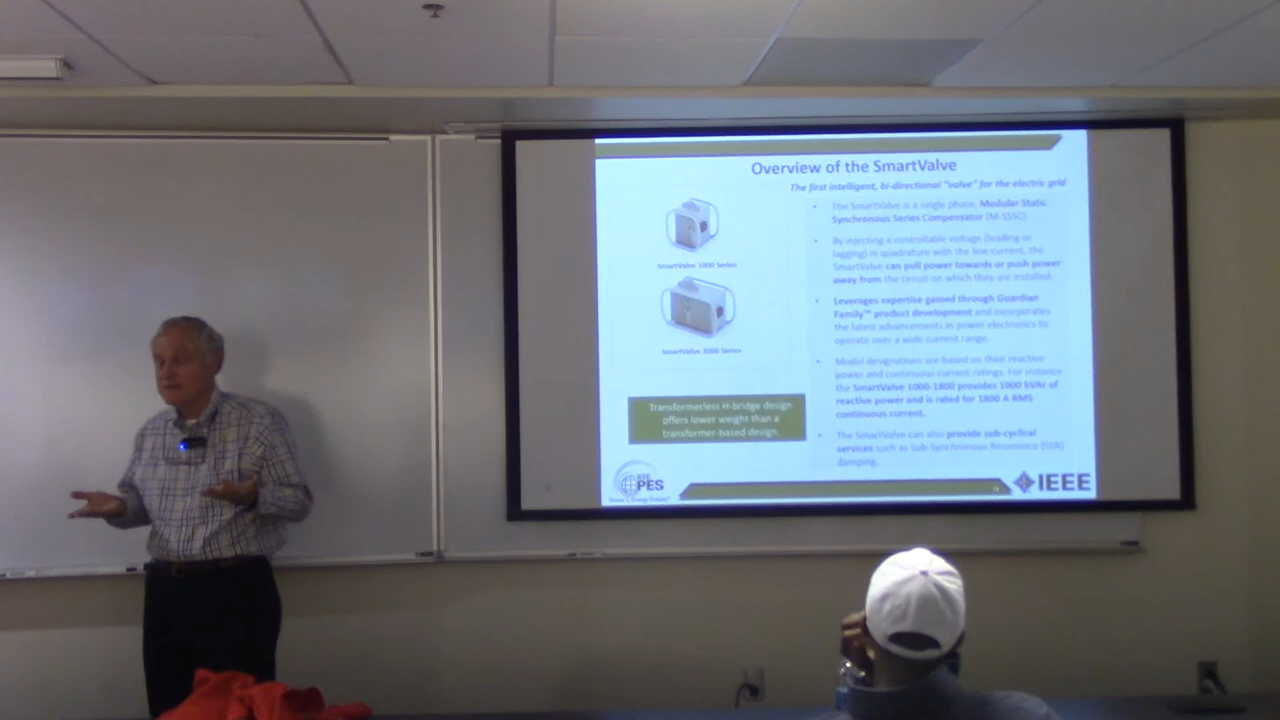 Overview of the SmartValve
The first intelligent, bi-directional "valve" for the electric grid
SmartValve 1000 Series
SmartValve 2000 Series
Transformerless H-bridge design
offers lower weight than a
transformer-based design.
• The SmartValve is a single phase, Modular Static
Synchronous Series Compensator (M-SSSC).
• By injecting a controllable voltage (leading or
lagging) in quadrature with the line current, the
SmartValve can pull power towards or push power
away from the circuit on which they are installed.
• Leverages expertise gained through Guardian
Family™ product development and incorporates
the latest advancements in power electronics to
operate over a wide current range.
• Model designations are based on their reactive
power and continuous current ratings. For instance
the SmartValve 1000-1800 provides 1000 kVAr of
reactive power and is rated for 1800 A RMS
continuous current.
• The SmartValve can also provide sub-cyclical
services such as Sub-Synchronous Resonance (SSR)
damping.
IEEE
PES
Power & Energy Society®
IEEE